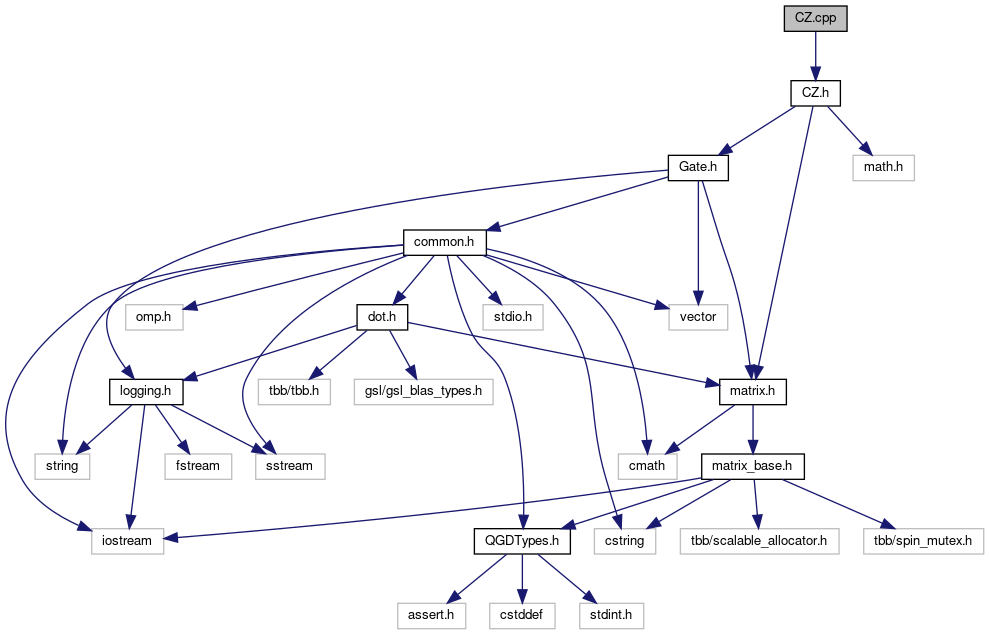 CZ.cpp
CZ.h
Gate.h
math.h
common.h
omp.h
dot.h
stdio.h
vector
logging.h
tbb/tbb.h
gsl/gsl_blas_types.h
matrix.h
string
fstream
sstream
cmath
matrix_base.h
iostream
QGDTypes.h
cstring
tbb/scalable_allocator.h
tbb/spin_mutex.h
assert.h
cstddef
stdint.h